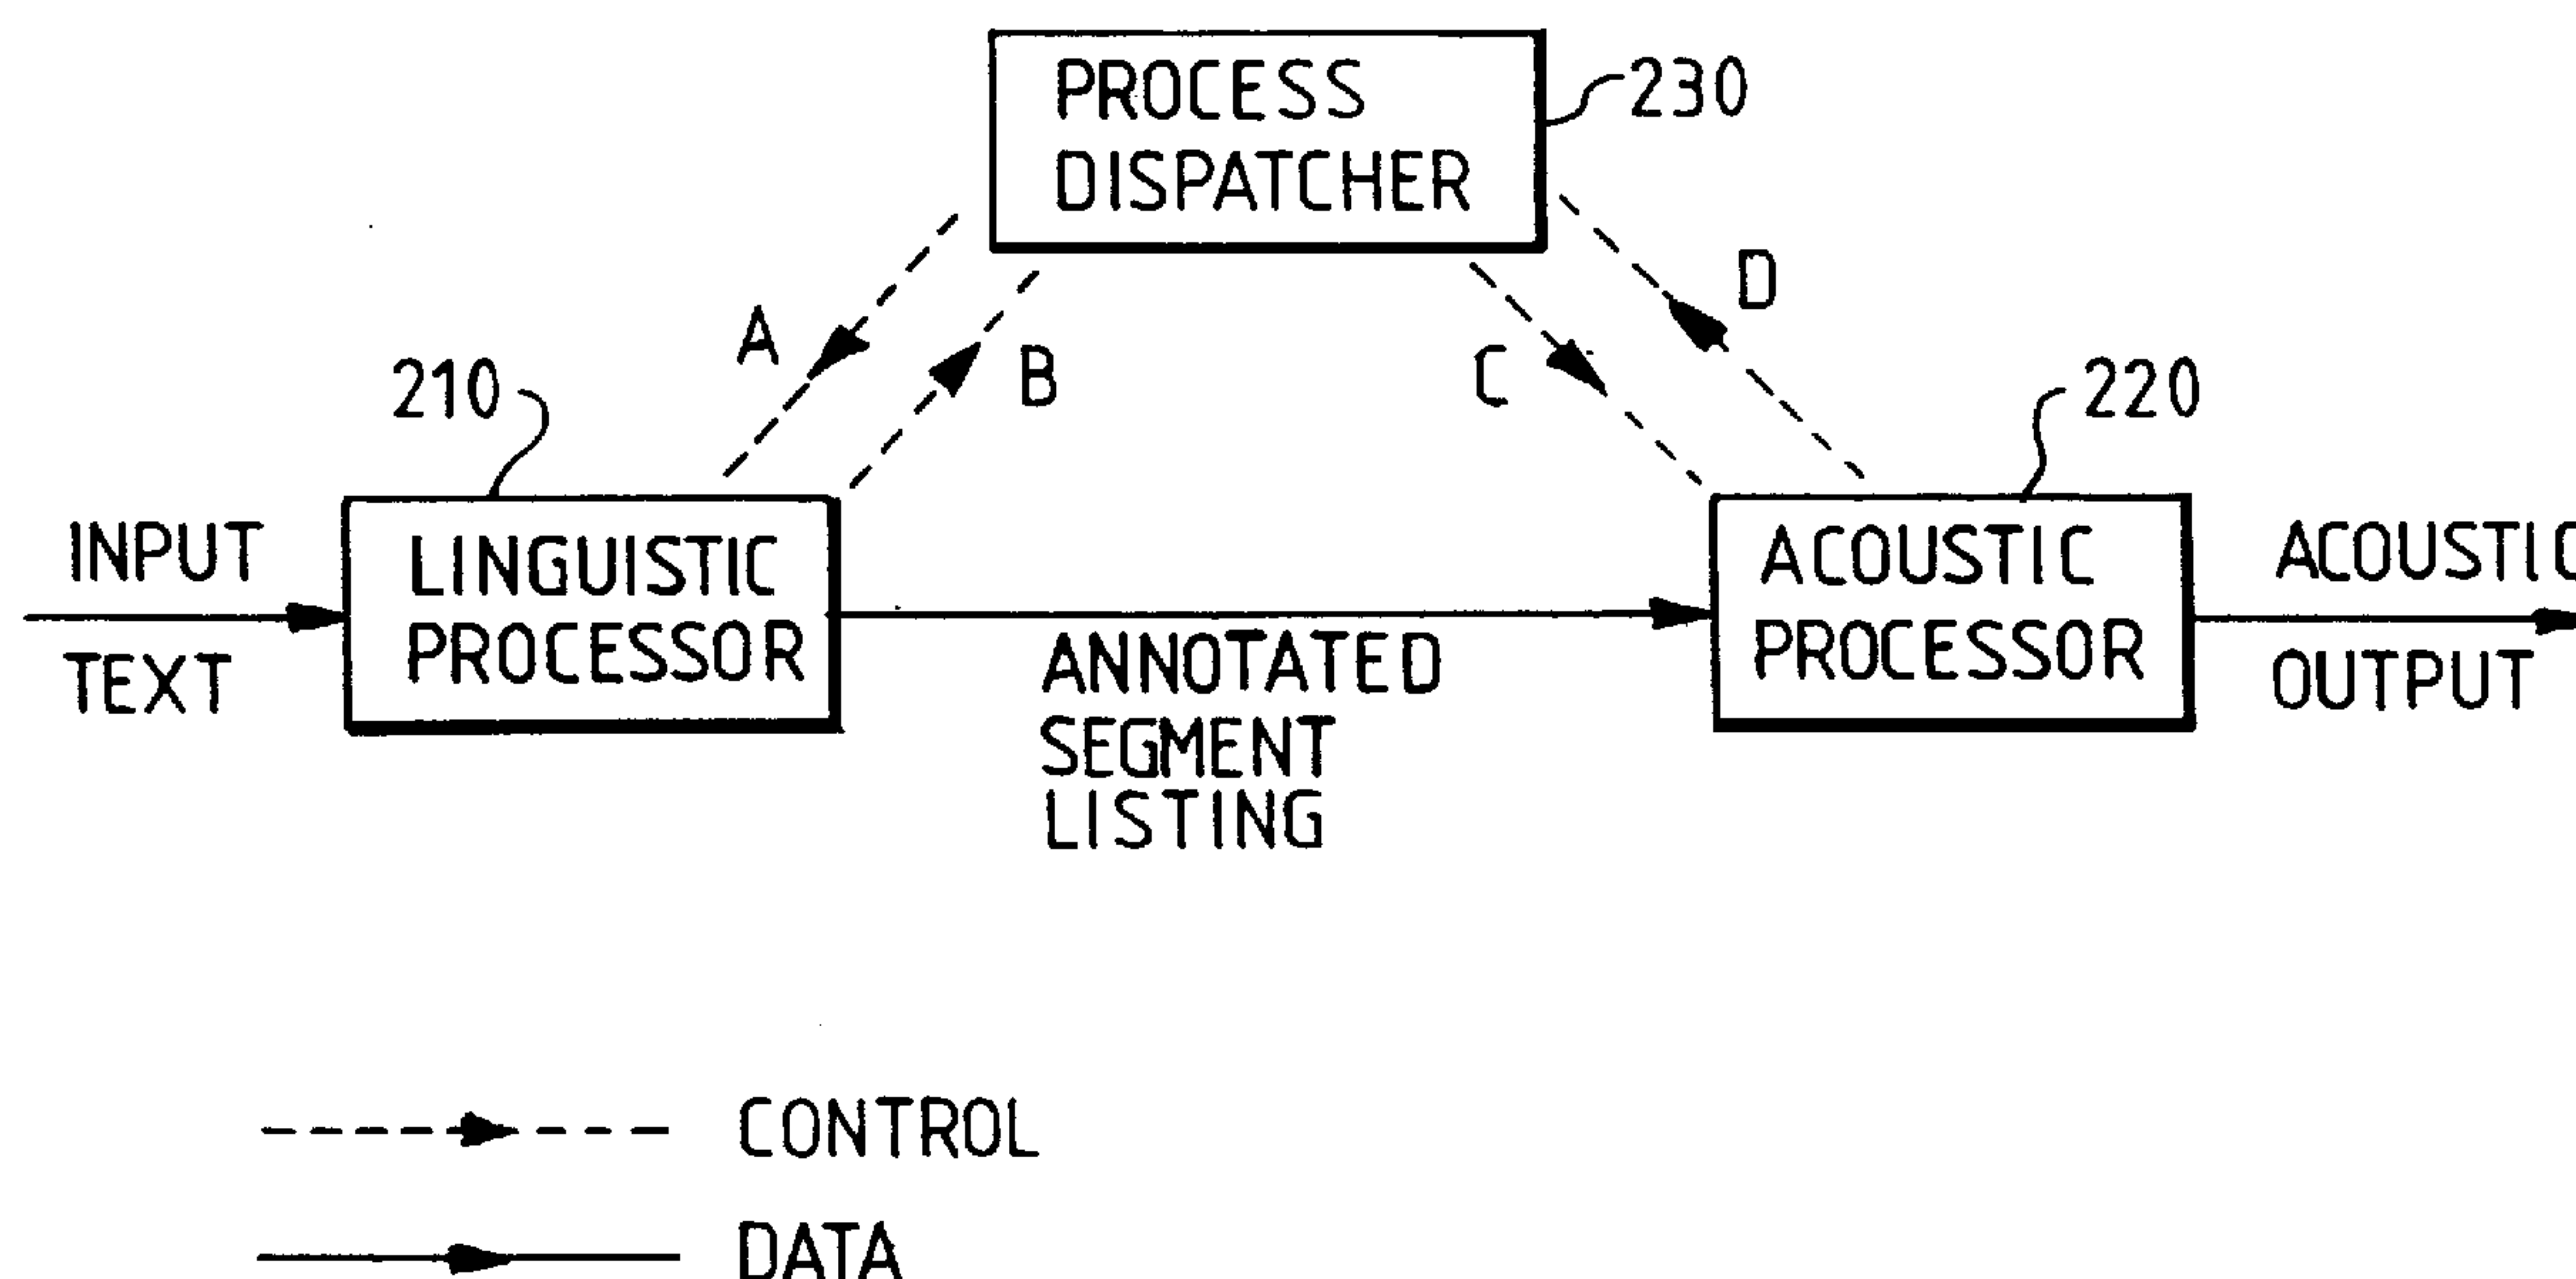 PROCESS
DISPATCHER
230
A
B
C
D
210
220
INPUT
TEXT
LINGUISTIC
PROCESSOR
ANNOTATED
SEGMENT
LISTING
ACOUSTIC
PROCESSOR
ACOUSTIC
OUTPUT
CONTROL
DATA